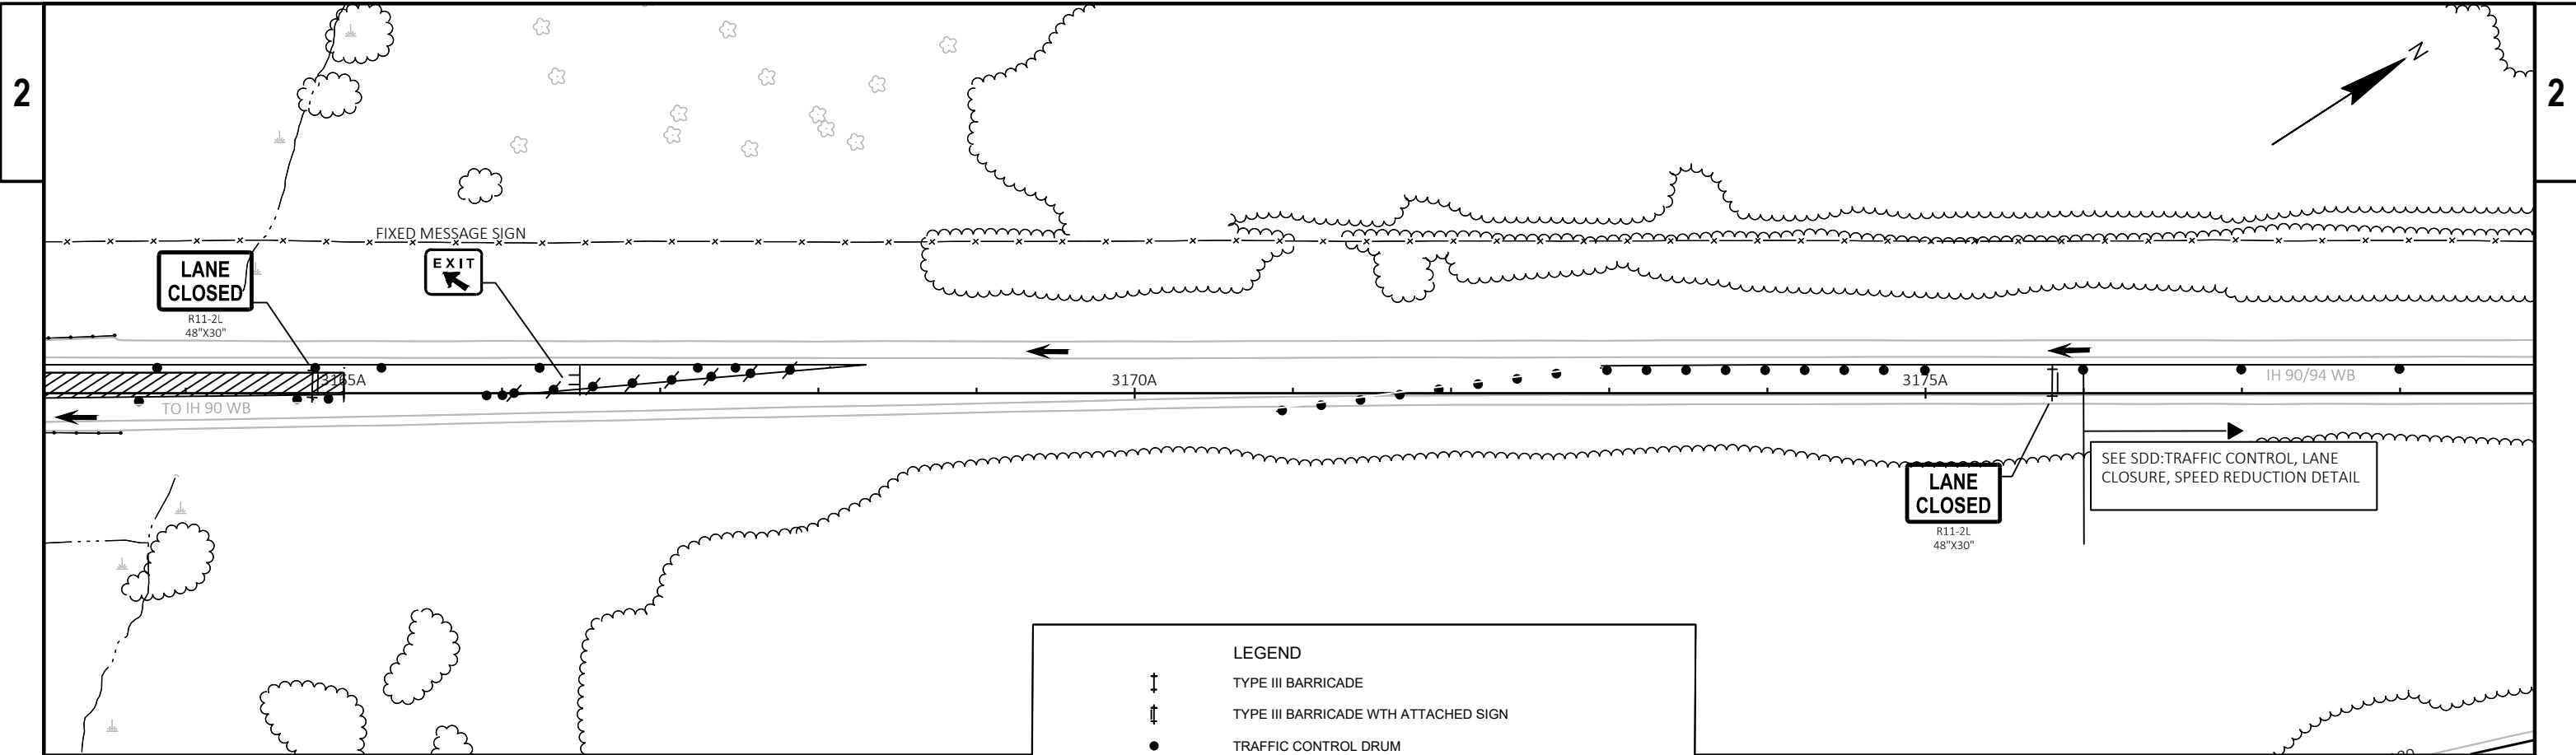 2
2
N
FIXED MESSAGE SIGN
LANE
CLOSED
R11-2L
48"X30"
EXIT
3165A
3170A
3175A
IH 90/94 WB
TO IH 90 WB
SEE SDD:TRAFFIC CONTROL, LANE
CLOSURE, SPEED REDUCTION DETAIL
LANE
CLOSED
R11-2L
48"X30"
LEGEND
TYPE III BARRICADE
TYPE III BARRICADE WTH ATTACHED SIGN
TRAFFIC CONTROL DRUM